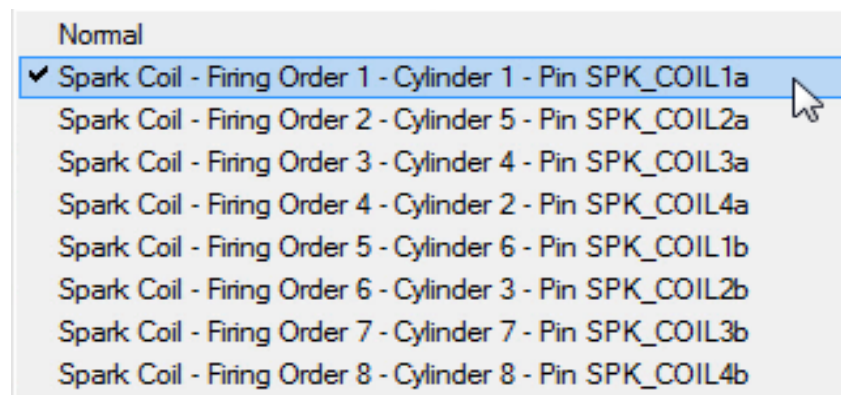 Normal
Spark Coil - Firing Order 1 - Cylinder 1 - Pin SPK_COIL1a
Spark Coil - Firing Order 2 - Cylinder 5 - Pin SPK_COIL2a
Spark Coil - Firing Order 3 - Cylinder 4 - Pin SPK_COIL3a
Spark Coil - Firing Order 4 - Cylinder 2 - Pin SPK_COIL4a
Spark Coil - Firing Order 5 - Cylinder 6 - Pin SPK_COIL1b
Spark Coil - Firing Order 6 - Cylinder 3 - Pin SPK_COIL2b
Spark Coil - Firing Order 7 - Cylinder 7 - Pin SPK_COIL3b
Spark Coil - Firing Order 8 - Cylinder 8 - Pin SPK_COIL4b